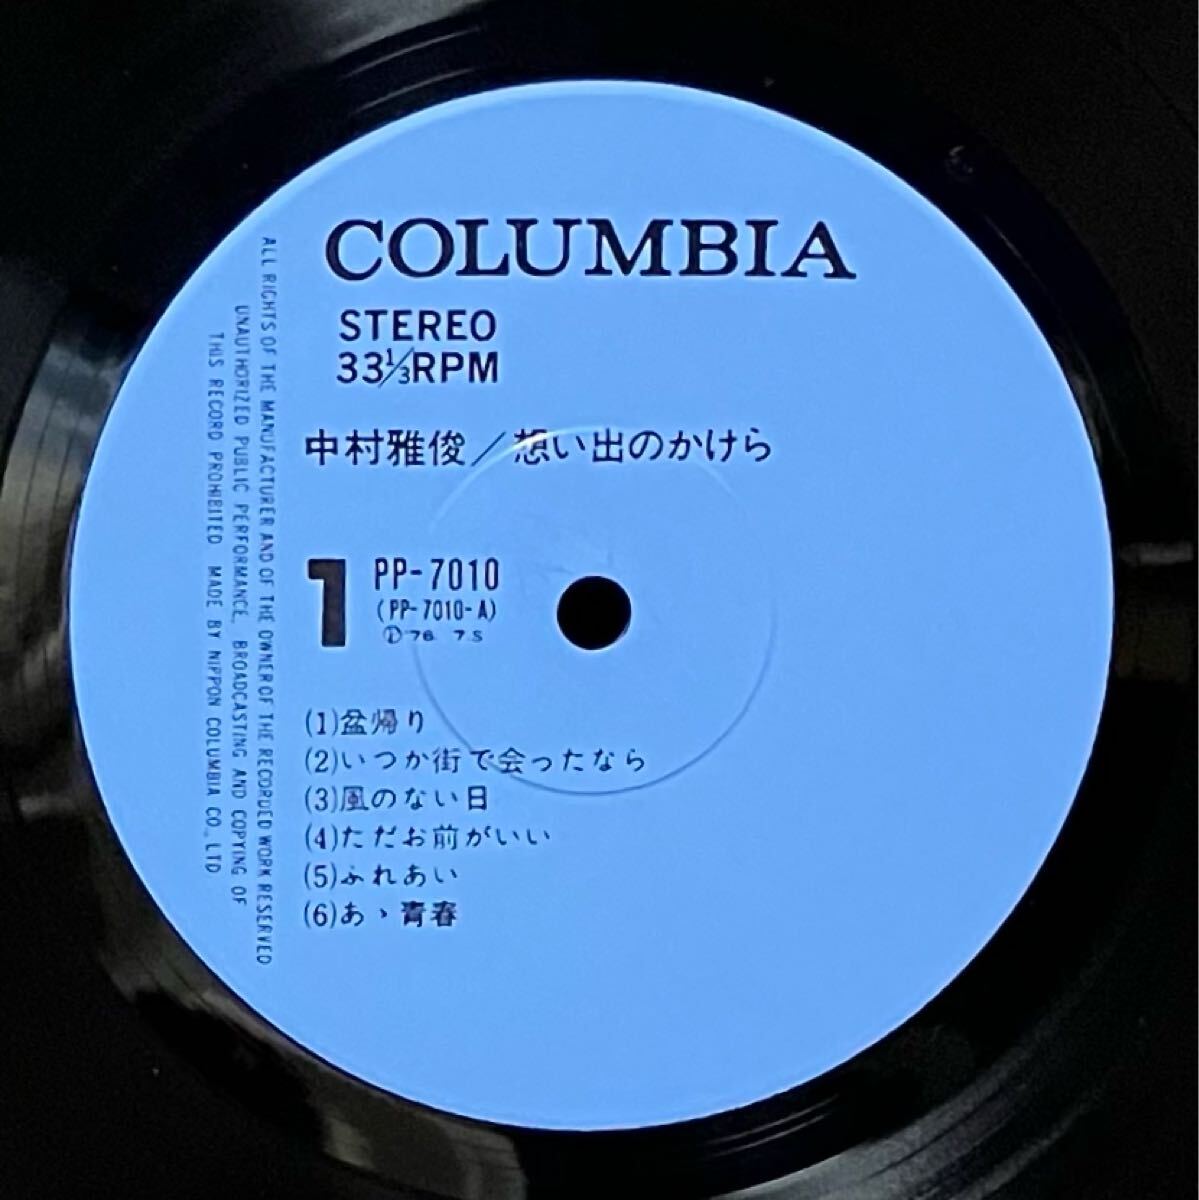 COLUMBIA
STEREO
33⅓RPM
中村雅俊／想い出のかけら
1
PP-7010
(PP-7010-A)
Ⓟ'76 7.S
(1)盆帰り
(2)いつか街で会ったなら
(3)風のない日
(4)ただお前がいい
(5)ふれあい
(6)あゝ青春
ALL RIGHTS OF THE MANUFACTURER AND OF THE OWNER OF THE RECORDED WORK RESERVED
UNAUTHORIZED PUBLIC PERFORMANCE, BROADCASTING AND COPYING OF
THIS RECORD PROHIBITED MADE BY NIPPON COLUMBIA CO., LTD